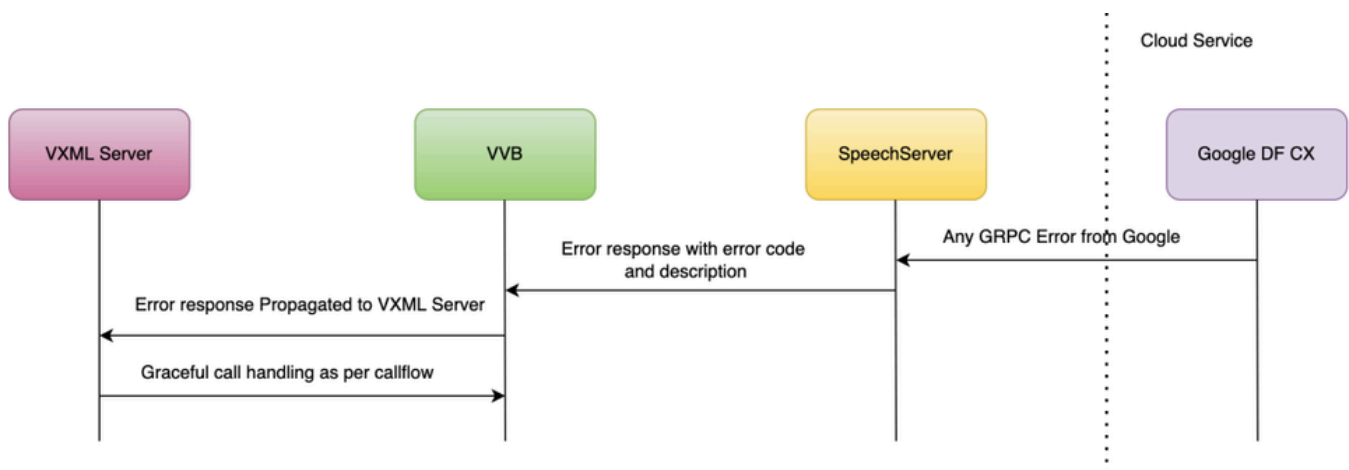 Cloud Service
VXML Server
VVB
SpeechServer
Google DF CX
Any GRPC Error from Google
Error response with error code
and description
Error response Propagated to VXML Server
Graceful call handling as per callflow